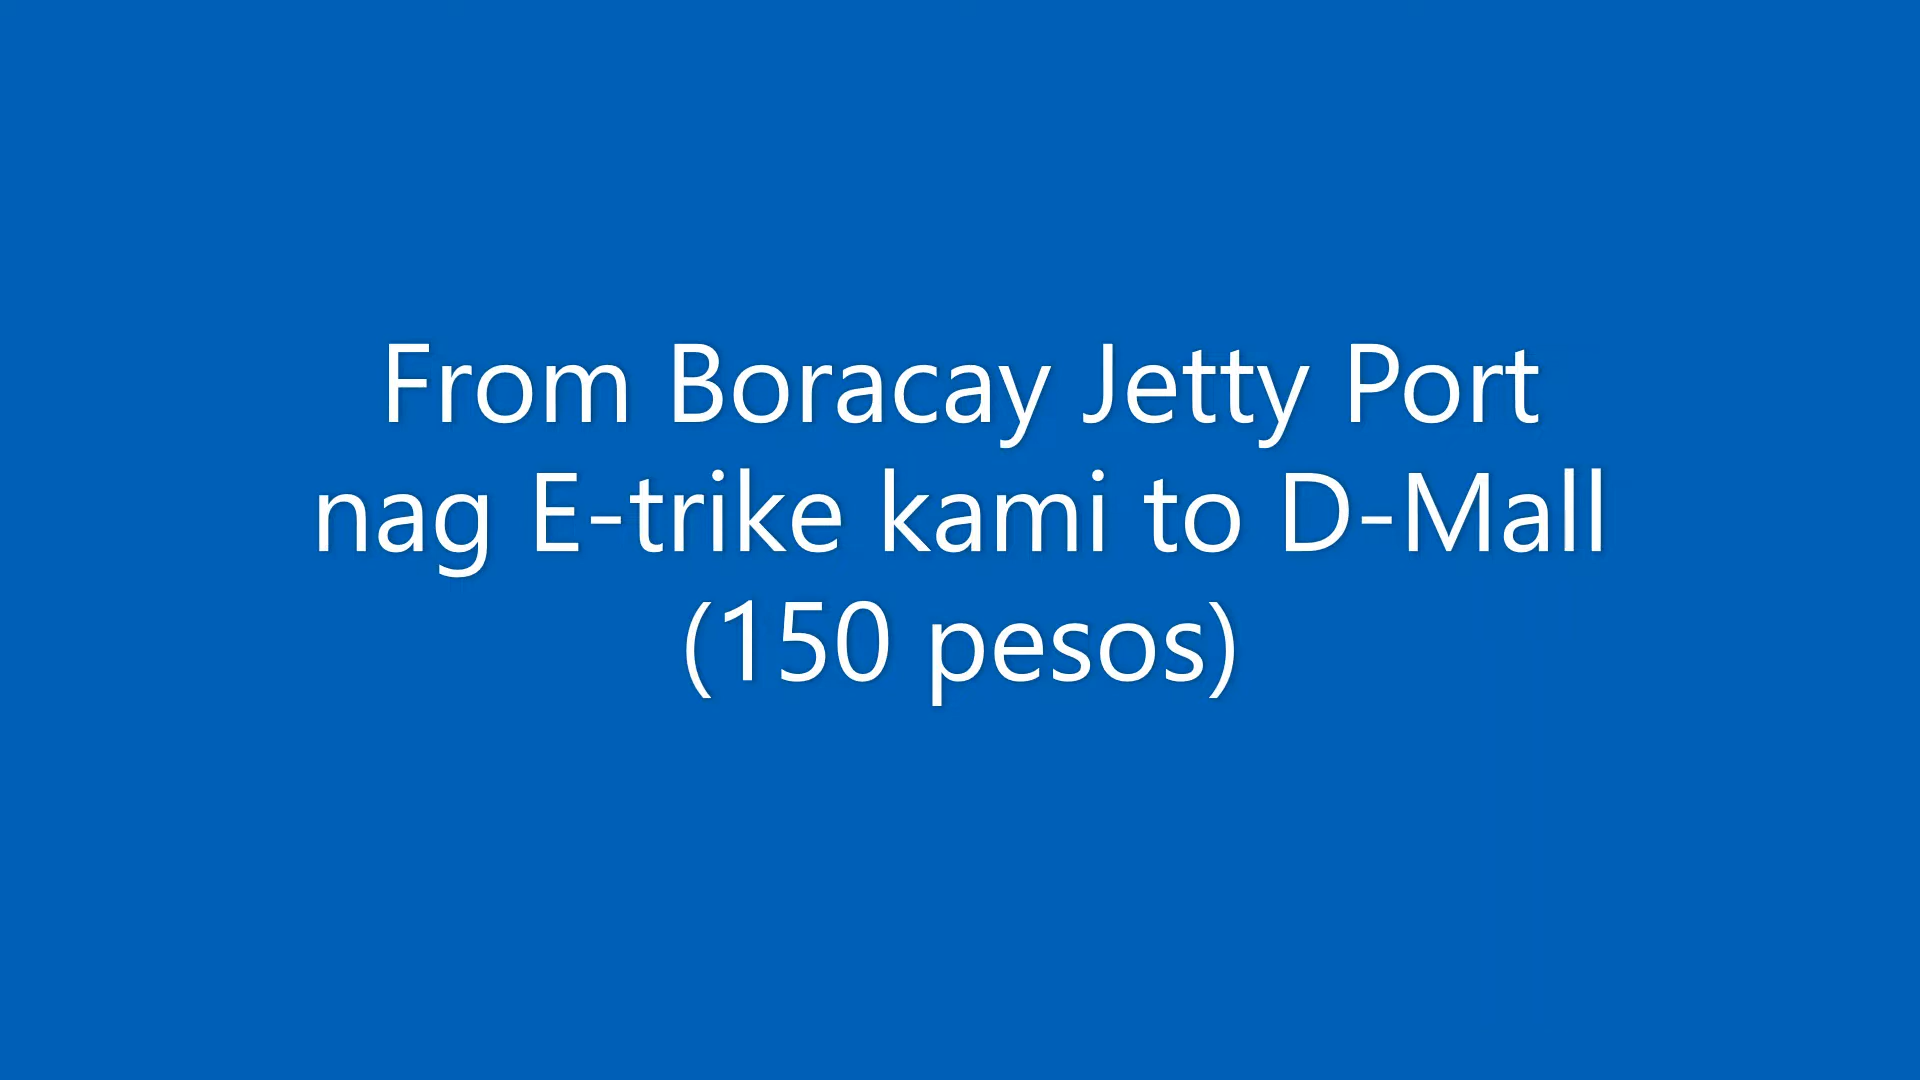 From Boracay Jetty Port
nag E-trike kami to D-Mall
(150 pesos)